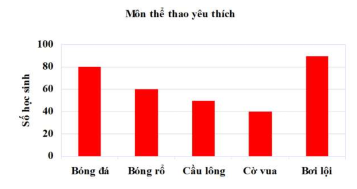 Môn thể thao yêu thích
Số học sinh
100
80
60
40
20
0
Bóng đá Bóng rổ Cầu lông Cờ vua Bơi lội